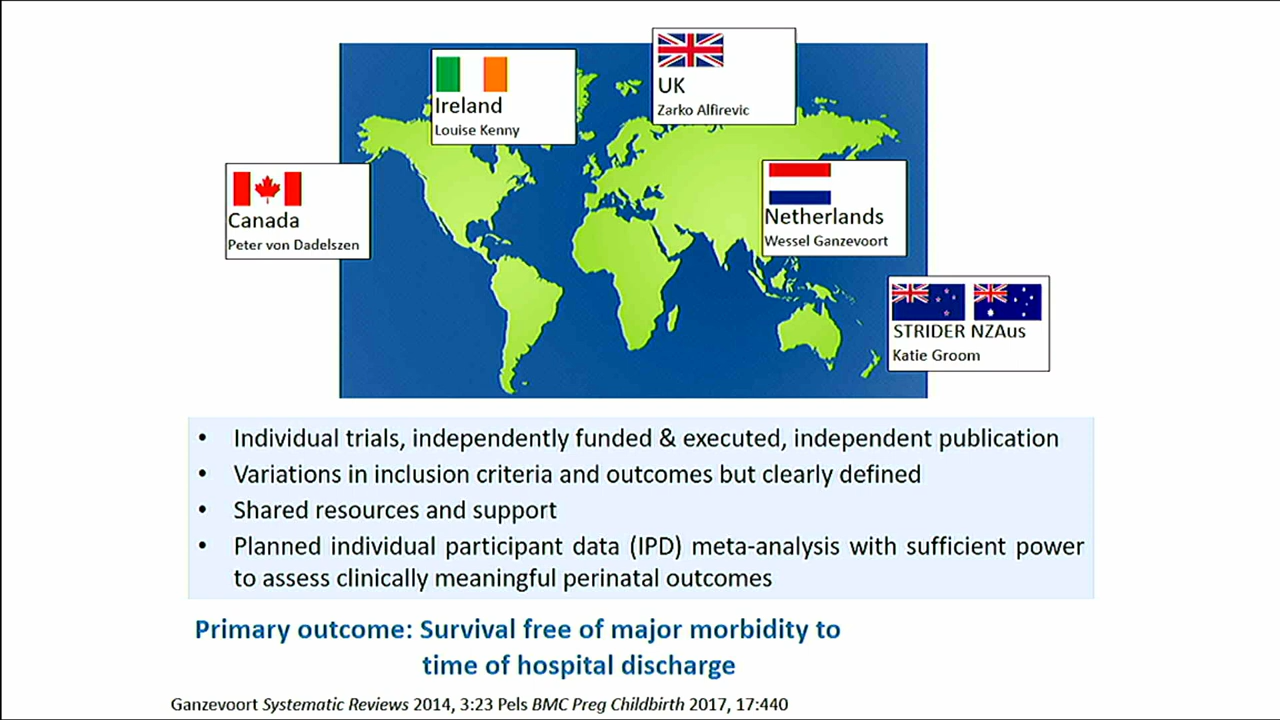 UK
Zarko Alfirevic
Ireland
Louise Kenny
Canada
Peter von Dadelszen
Netherlands
Wessel Ganzevoort
STRIDER NZAus
Katie Groom
• Individual trials, independently funded & executed, independent publication
• Variations in inclusion criteria and outcomes but clearly defined
• Shared resources and support
• Planned individual participant data (IPD) meta-analysis with sufficient power
to assess clinically meaningful perinatal outcomes
Primary outcome: Survival free of major morbidity to
time of hospital discharge
Ganzevoort Systematic Reviews 2014, 3:23 Pels BMC Preg Childbirth 2017, 17:440